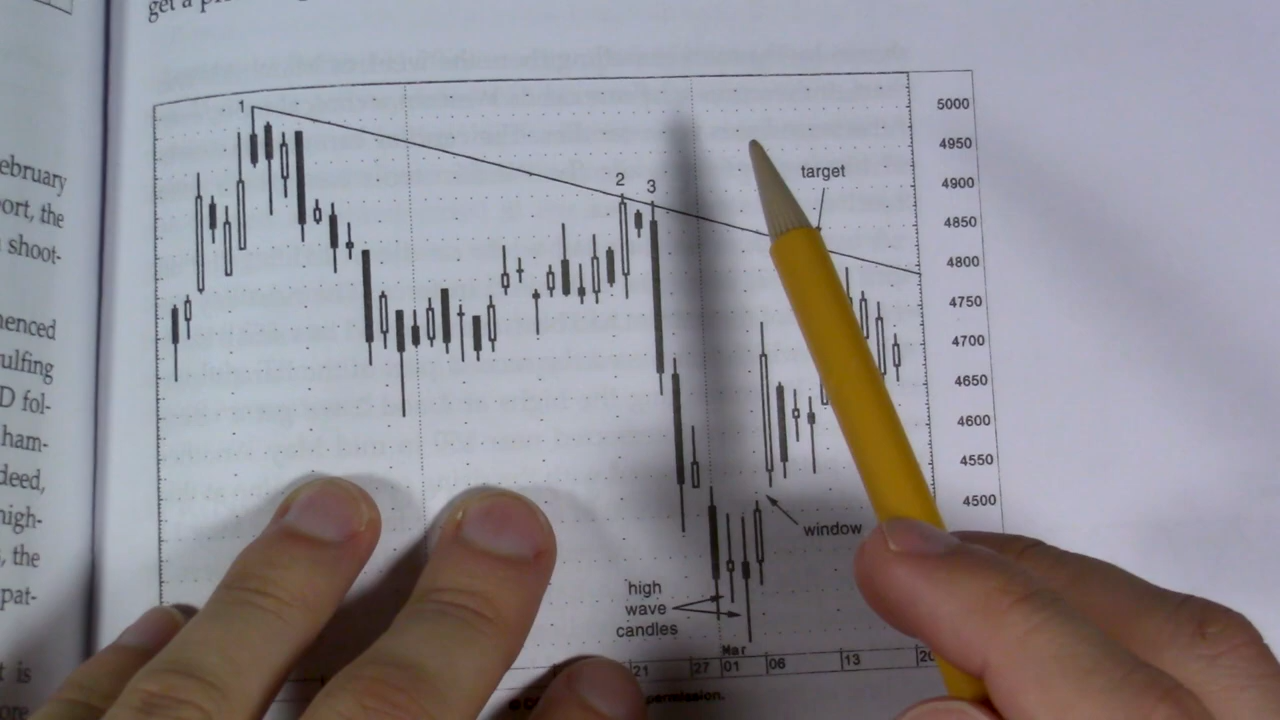 get a
ebruary
ort, the
shoot-
nenced
ulfing
D fol-
ham-
deed,
nigh-
, the
pat-
t is
ore
1
2
3
target
5000
4950
4900
4850
4800
4750
4700
4650
4600
4550
4500
window
high
wave
candles
Mar
21
27
01
06
13
20
permission.